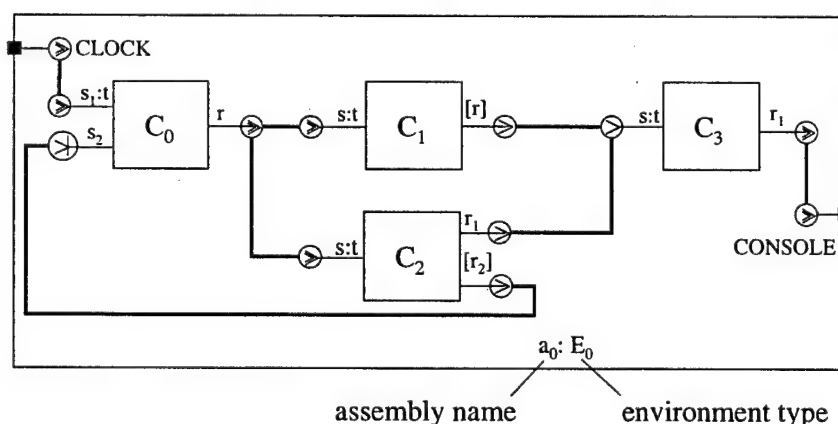 CLOCK
s₁:t
s₂
C₀
r
s:t
C₁
[r]
s:t
C₃
r₁
s:t
C₂
r₁
[r₂]
CONSOLE
a₀: E₀
assembly name
environment type